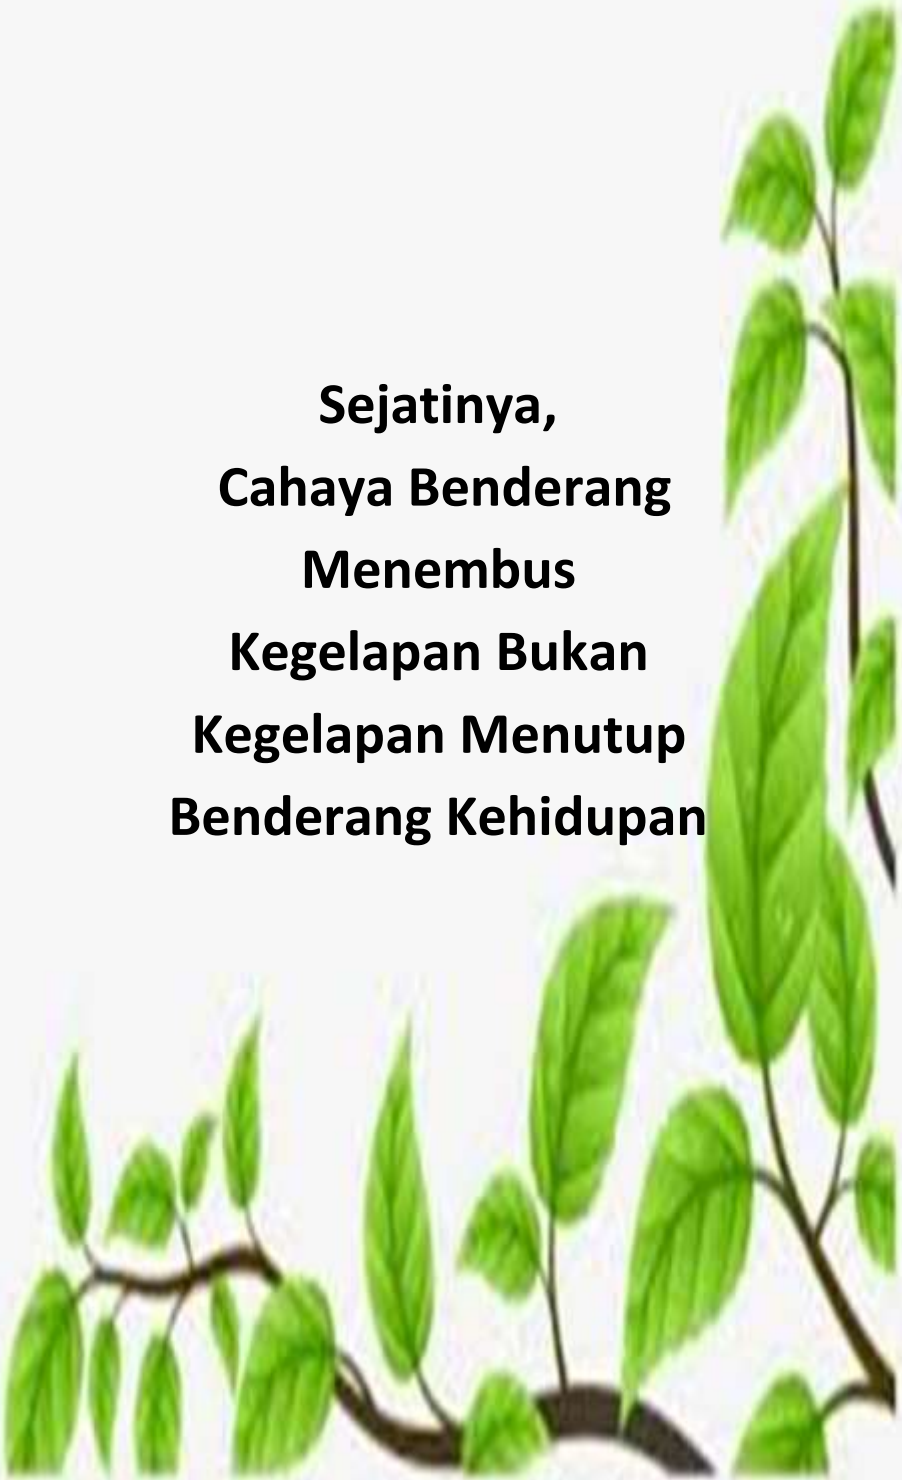 Sejatinya,
Cahaya Benderang
Menembus
Kegelapan Bukan
Kegelapan Menutup
Benderang Kehidupan